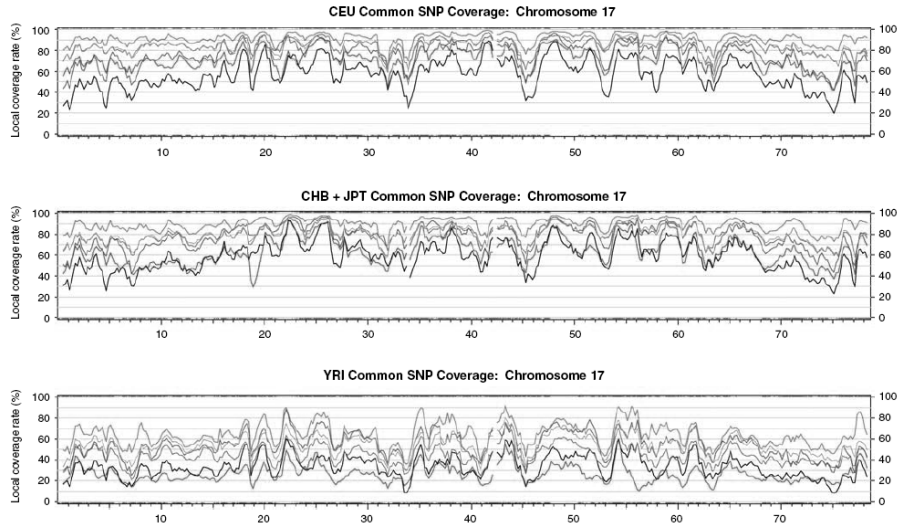 CEU Common SNP Coverage: Chromosome 17
Local coverage rate (%)
100 80 60 40 20 0
100 80 60 40 20 0
10 20 30 40 50 60 70
CHB + JPT Common SNP Coverage: Chromosome 17
Local coverage rate (%)
100 80 60 40 20 0
100 80 60 40 20 0
10 20 30 40 50 60 70
YRI Common SNP Coverage: Chromosome 17
Local coverage rate (%)
100 80 60 40 20 0
100 80 60 40 20 0
10 20 30 40 50 60 70